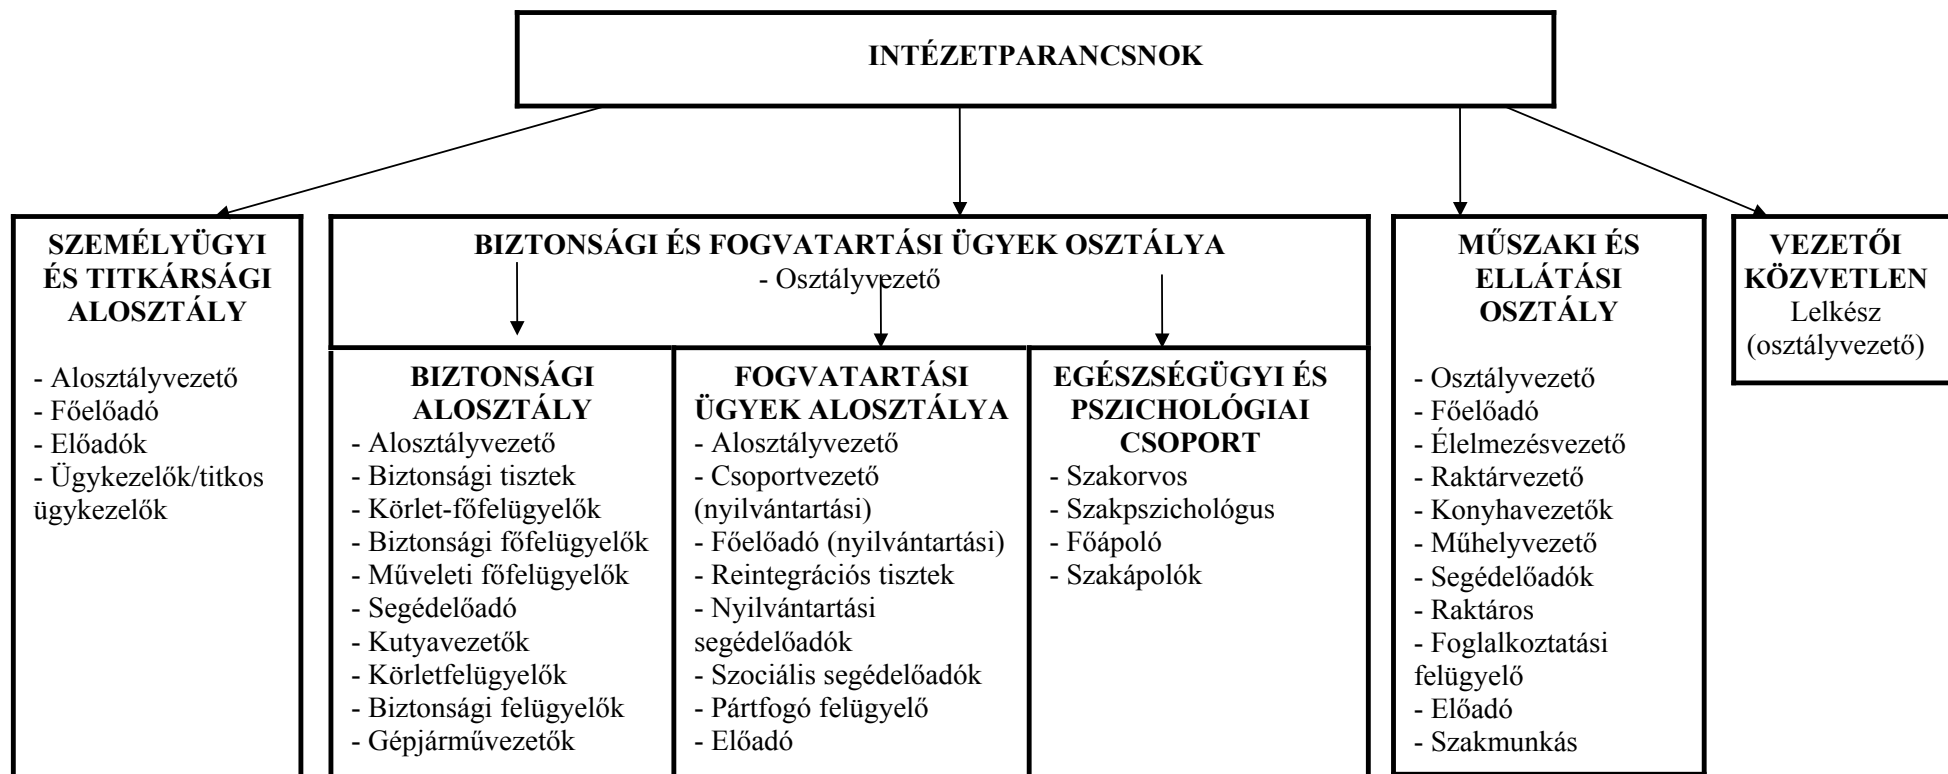 INTÉZETPARANCSNOK
SZEMÉLYÜGYI
ÉS TITKÁRSÁGI
ALOSZTÁLY
- Alosztályvezető
- Főelőadó
- Előadók
- Ügykezelők/titkos
ügykezelők
BIZTONSÁGI ÉS FOGVATARTÁSI ÜGYEK OSZTÁLYA
- Osztályvezető
BIZTONSÁGI
ALOSZTÁLY
- Alosztályvezető
- Biztonsági tisztek
- Körlet-főfelügyelők
- Biztonsági főfelügyelők
- Műveleti főfelügyelők
- Segédelőadó
- Kutyavezetők
- Körletfelügyelők
- Biztonsági felügyelők
- Gépjárművezetők
FOGVATARTÁSI
ÜGYEK ALOSZTÁLYA
- Alosztályvezető
- Csoportvezető
(nyilvántartási)
- Főelőadó (nyilvántartási)
- Reintegrációs tisztek
- Nyilvántartási
segédelőadók
- Szociális segédelőadók
- Pártfogó felügyelő
- Előadó
EGÉSZSÉGÜGYI ÉS
PSZICHOLÓGIAI
CSOPORT
- Szakorvos
- Szakpszichológus
- Főápoló
- Szakápolók
MŰSZAKI ÉS
ELLÁTÁSI
OSZTÁLY
- Osztályvezető
- Főelőadó
- Élelmezésvezető
- Raktárvezető
- Konyhavezetők
- Műhelyvezető
- Segédelőadók
- Raktáros
- Foglalkoztatási
felügyelő
- Előadó
- Szakmunkás
VEZETŐI
KÖZVETLEN
Lelkész
(osztályvezető)